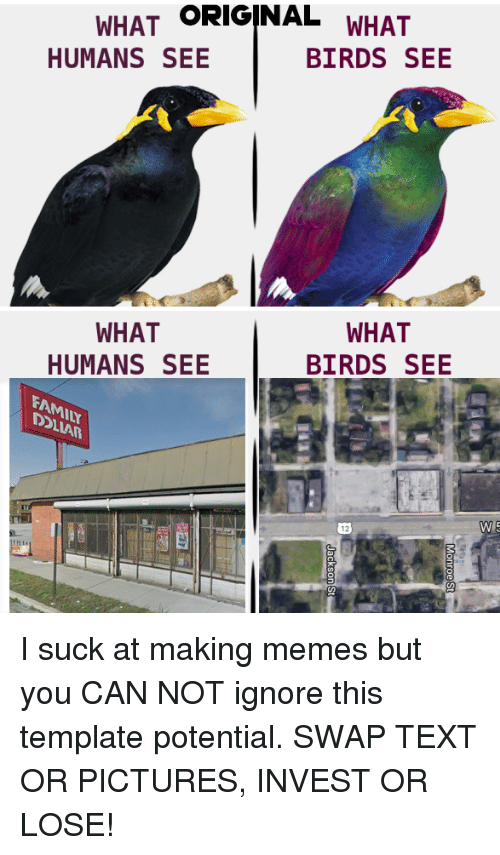 ORIGINAL
WHAT
HUMANS SEE
WHAT
BIRDS SEE
WHAT
HUMANS SEE
WHAT
BIRDS SEE
FAMILY
DOLLAR
12
W
Jackson St
Monroe St
I suck at making memes but
you CAN NOT ignore this
template potential. SWAP TEXT
OR PICTURES, INVEST OR
LOSE!